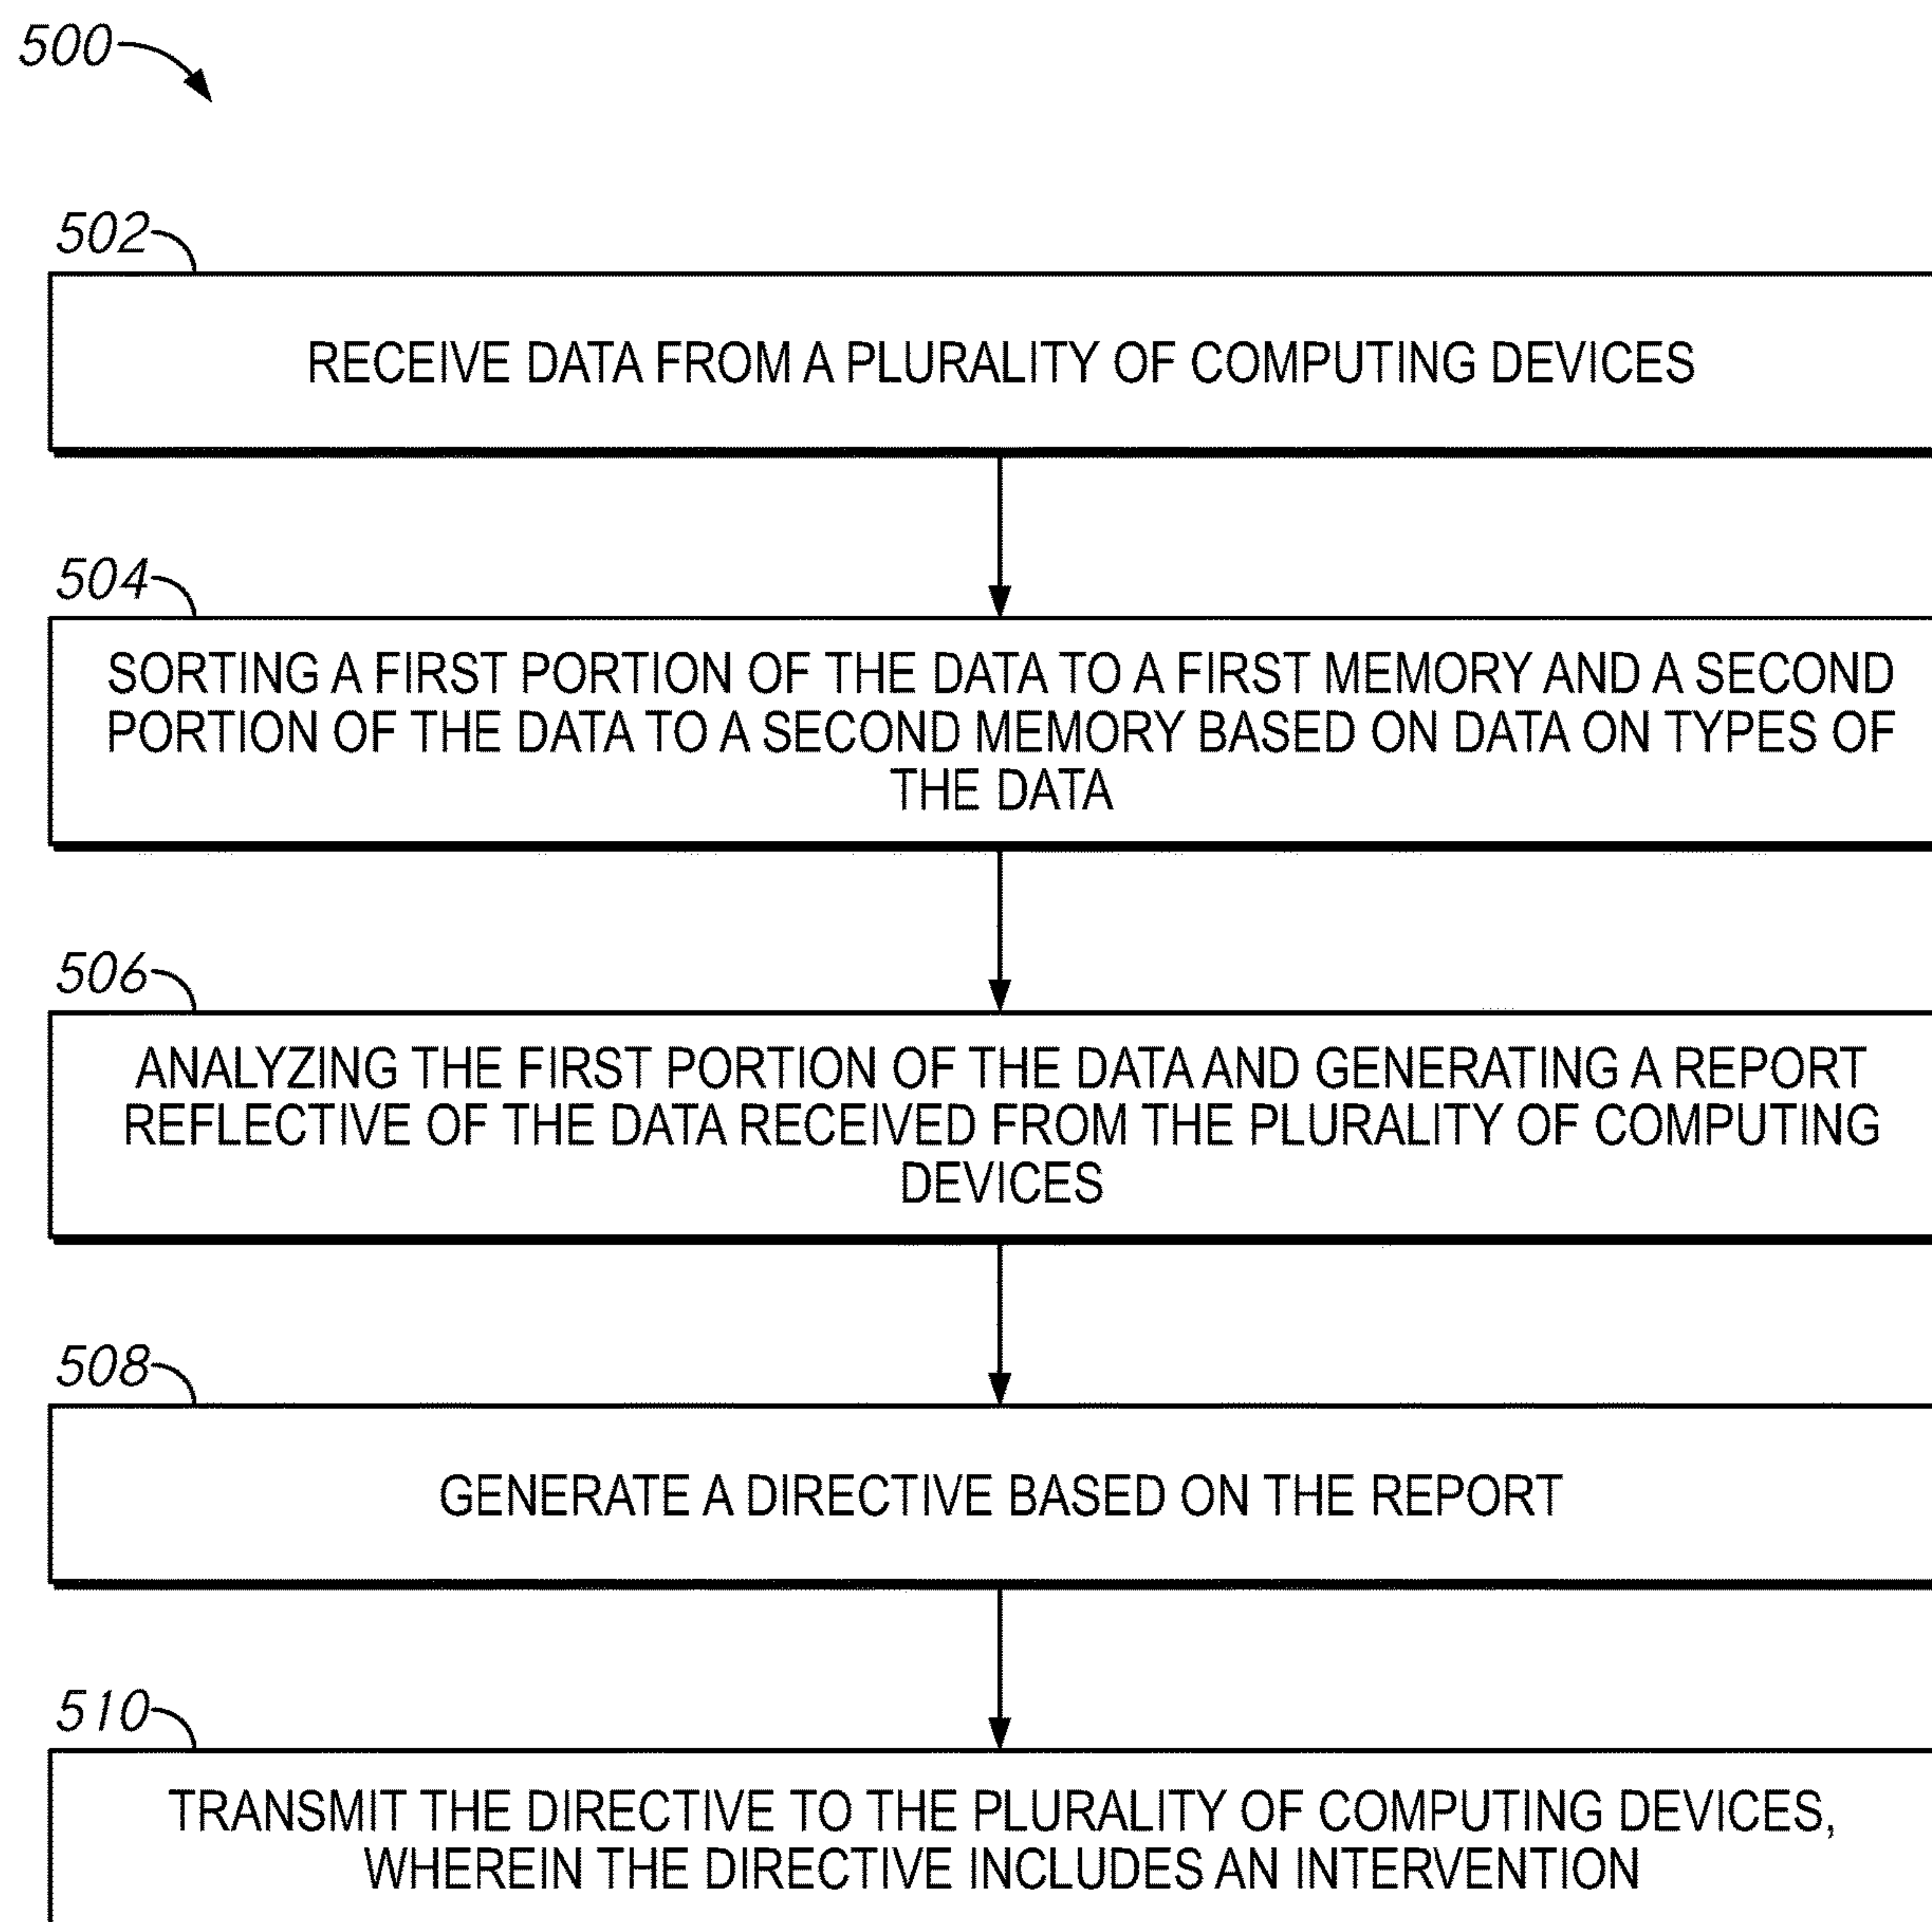 500
502
RECEIVE DATA FROM A PLURALITY OF COMPUTING DEVICES
504
SORTING A FIRST PORTION OF THE DATA TO A FIRST MEMORY AND A SECOND
PORTION OF THE DATA TO A SECOND MEMORY BASED ON DATA ON TYPES OF
THE DATA
506
ANALYZING THE FIRST PORTION OF THE DATA AND GENERATING A REPORT
REFLECTIVE OF THE DATA RECEIVED FROM THE PLURALITY OF COMPUTING
DEVICES
508
GENERATE A DIRECTIVE BASED ON THE REPORT
510
TRANSMIT THE DIRECTIVE TO THE PLURALITY OF COMPUTING DEVICES,
WHEREIN THE DIRECTIVE INCLUDES AN INTERVENTION